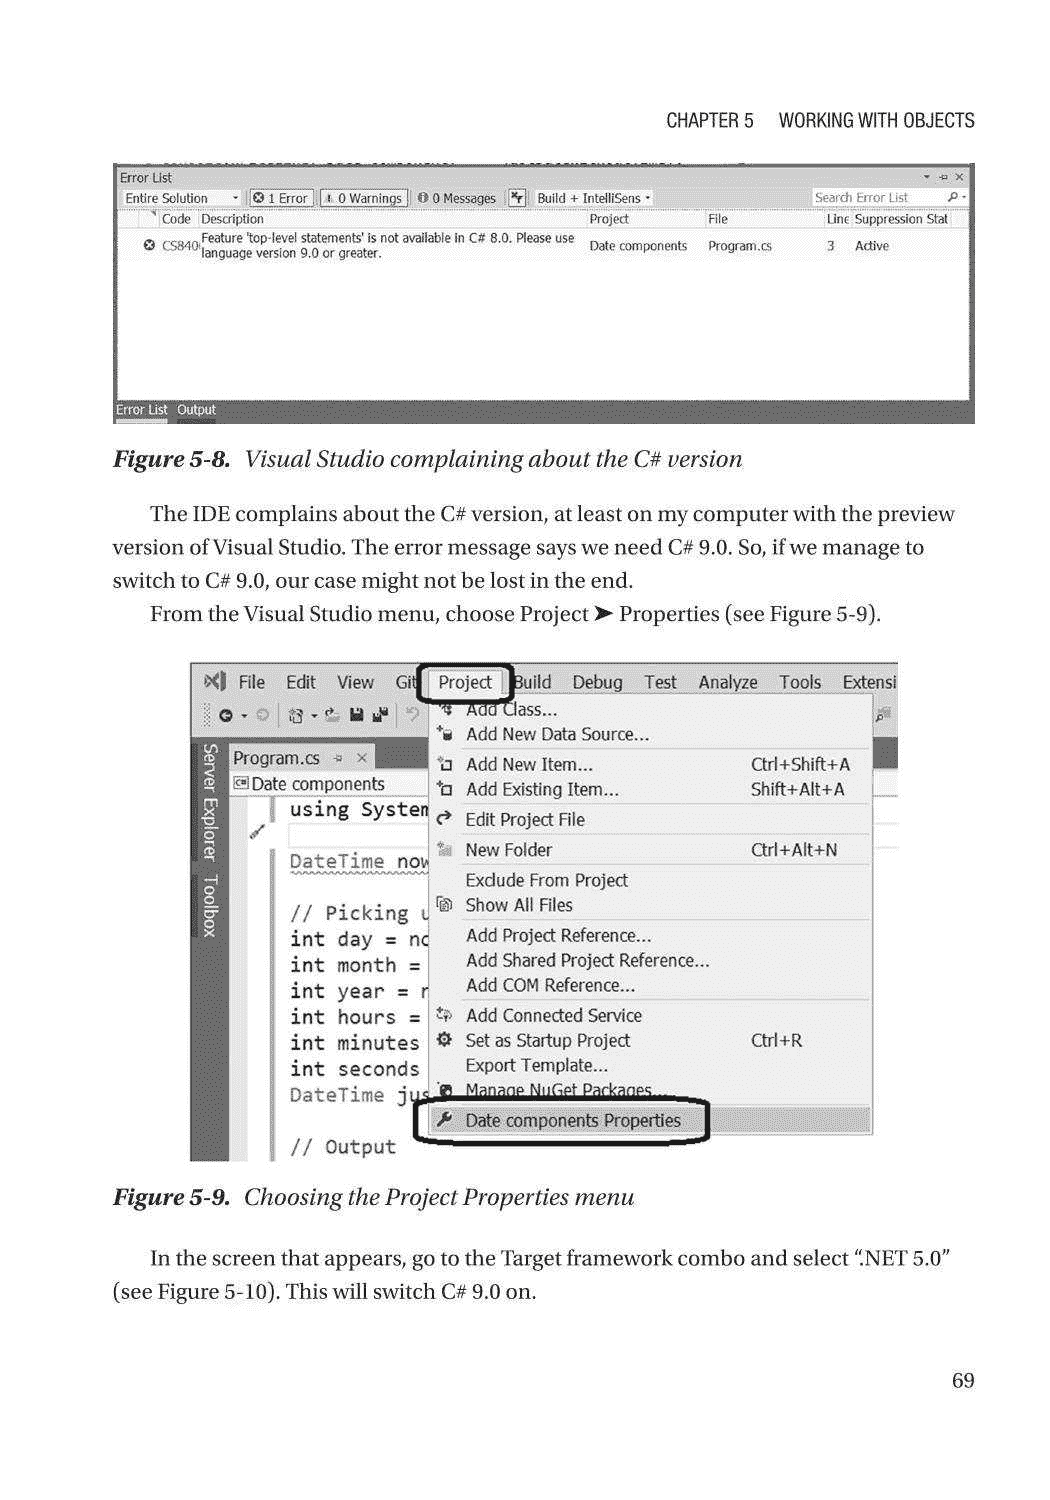 CHAPTER 5 WORKING WITH OBJECTS
Error List
Entire Solution 1 Error 0 Warnings 0 Messages Build + IntelliSens Search Error List
Code Description Project File Line Suppression Stat
CS840 Feature 'top-level statements' is not available in C# 8.0. Please use Date components Program.cs 3 Active
language version 9.0 or greater.
Error List Output
Figure 5-8. Visual Studio complaining about the C# version
The IDE complains about the C# version, at least on my computer with the preview
version of Visual Studio. The error message says we need C# 9.0. So, if we manage to
switch to C# 9.0, our case might not be lost in the end.
From the Visual Studio menu, choose Project ➤ Properties (see Figure 5-9).
File Edit View Git Project Build Debug Test Analyze Tools Extensi
Add Class...
Add New Data Source...
Add New Item... Ctrl+Shift+A
Add Existing Item... Shift+Alt+A
Edit Project File
New Folder Ctrl+Alt+N
Exclude From Project
Show All Files
Add Project Reference...
Add Shared Project Reference...
Add COM Reference...
Add Connected Service
Set as Startup Project Ctrl+R
Export Template...
Manage NuGet Packages...
Date components Properties
Server Explorer
Toolbox
Program.cs
C# Date components
using System
DateTime now
// Picking u
int day = no
int month =
int year = n
int hours =
int minutes
int seconds
DateTime jus
// Output
Figure 5-9. Choosing the Project Properties menu
In the screen that appears, go to the Target framework combo and select “.NET 5.0”
(see Figure 5-10). This will switch C# 9.0 on.
69